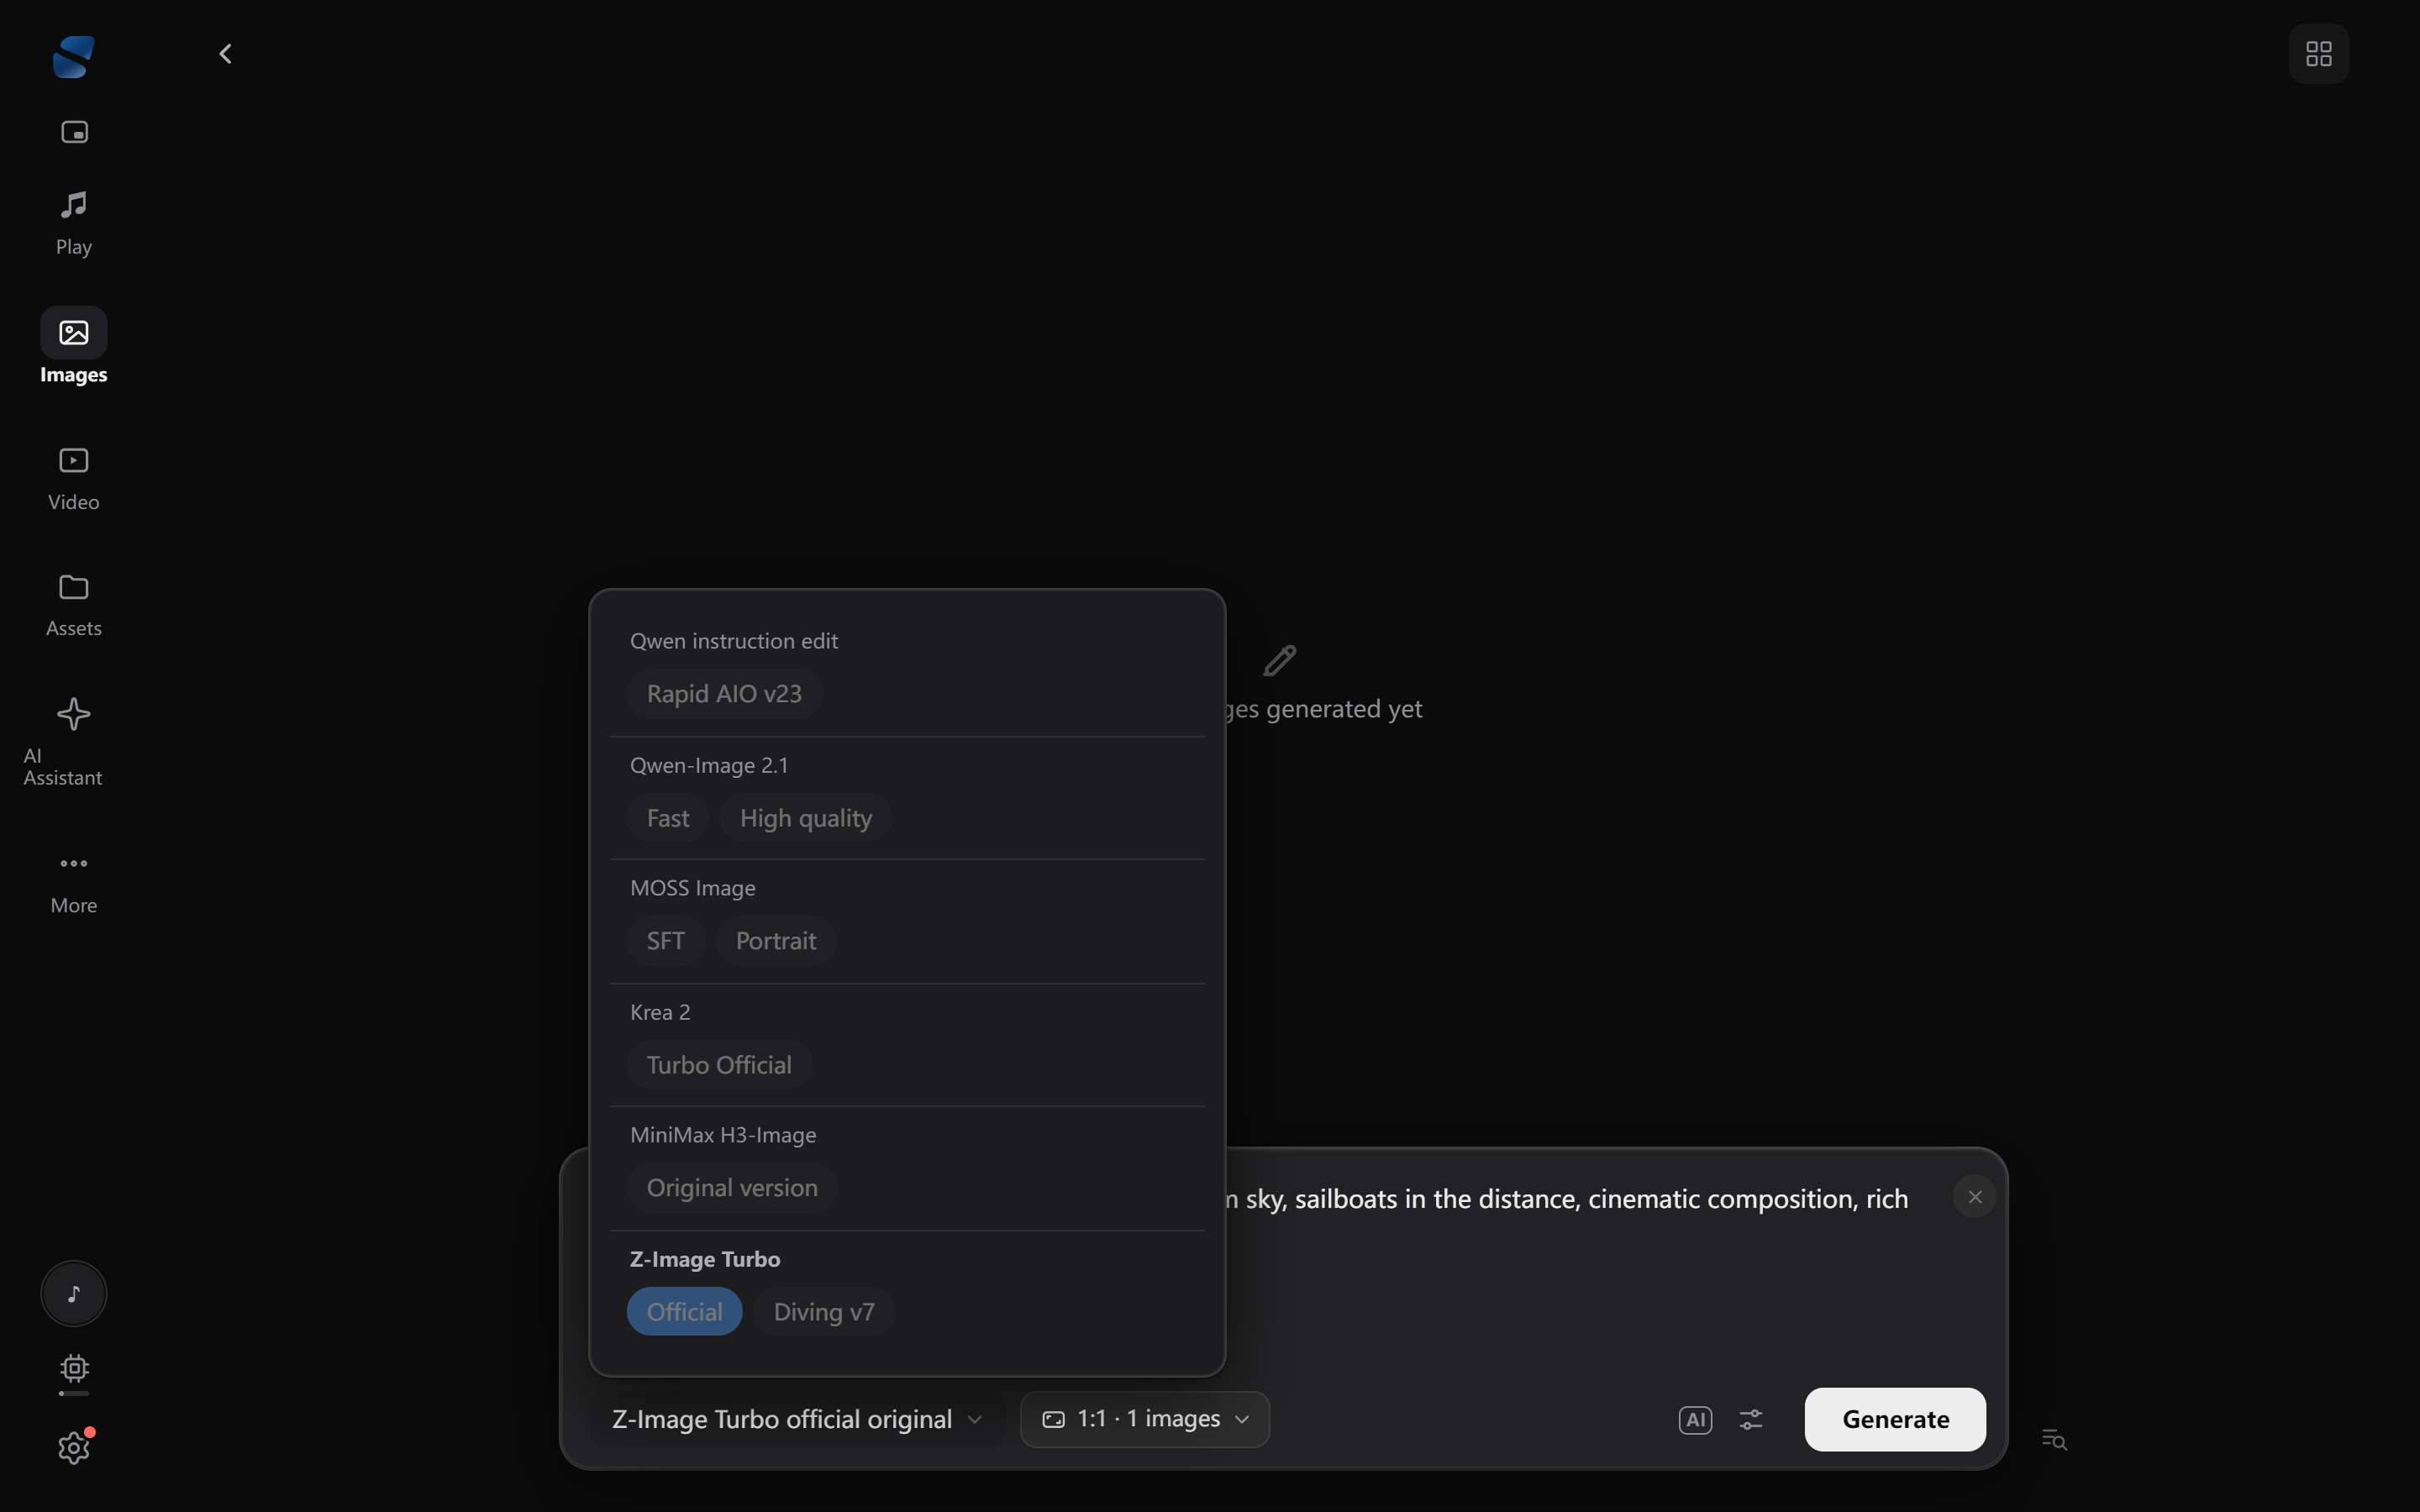 Play
Images
Video
Assets
AI
Assistant
More
Qwen instruction edit
Rapid AIO v23
generated yet
Qwen-Image 2.1
Fast
High quality
MOSS Image
SFT
Portrait
Krea 2
Turbo Official
MiniMax H3-Image
Original version
sky, sailboats in the distance, cinematic composition, rich
Z-Image Turbo
Official
Diving v7
Z-Image Turbo official original
1:1 · 1 images
AI
Generate